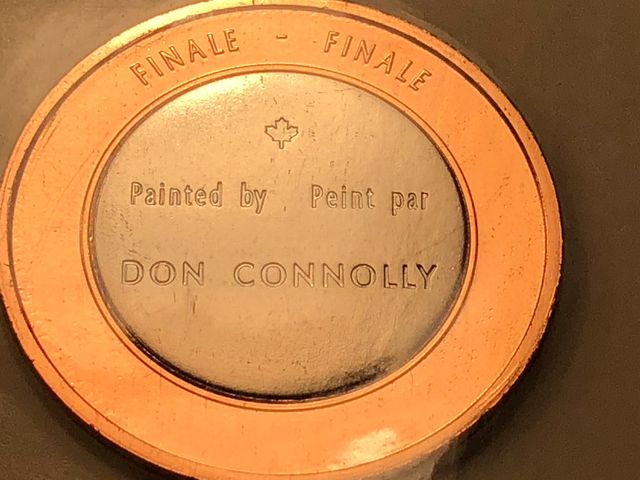 FINALE - FINALE
Painted by Peint par
DON CONNOLLY